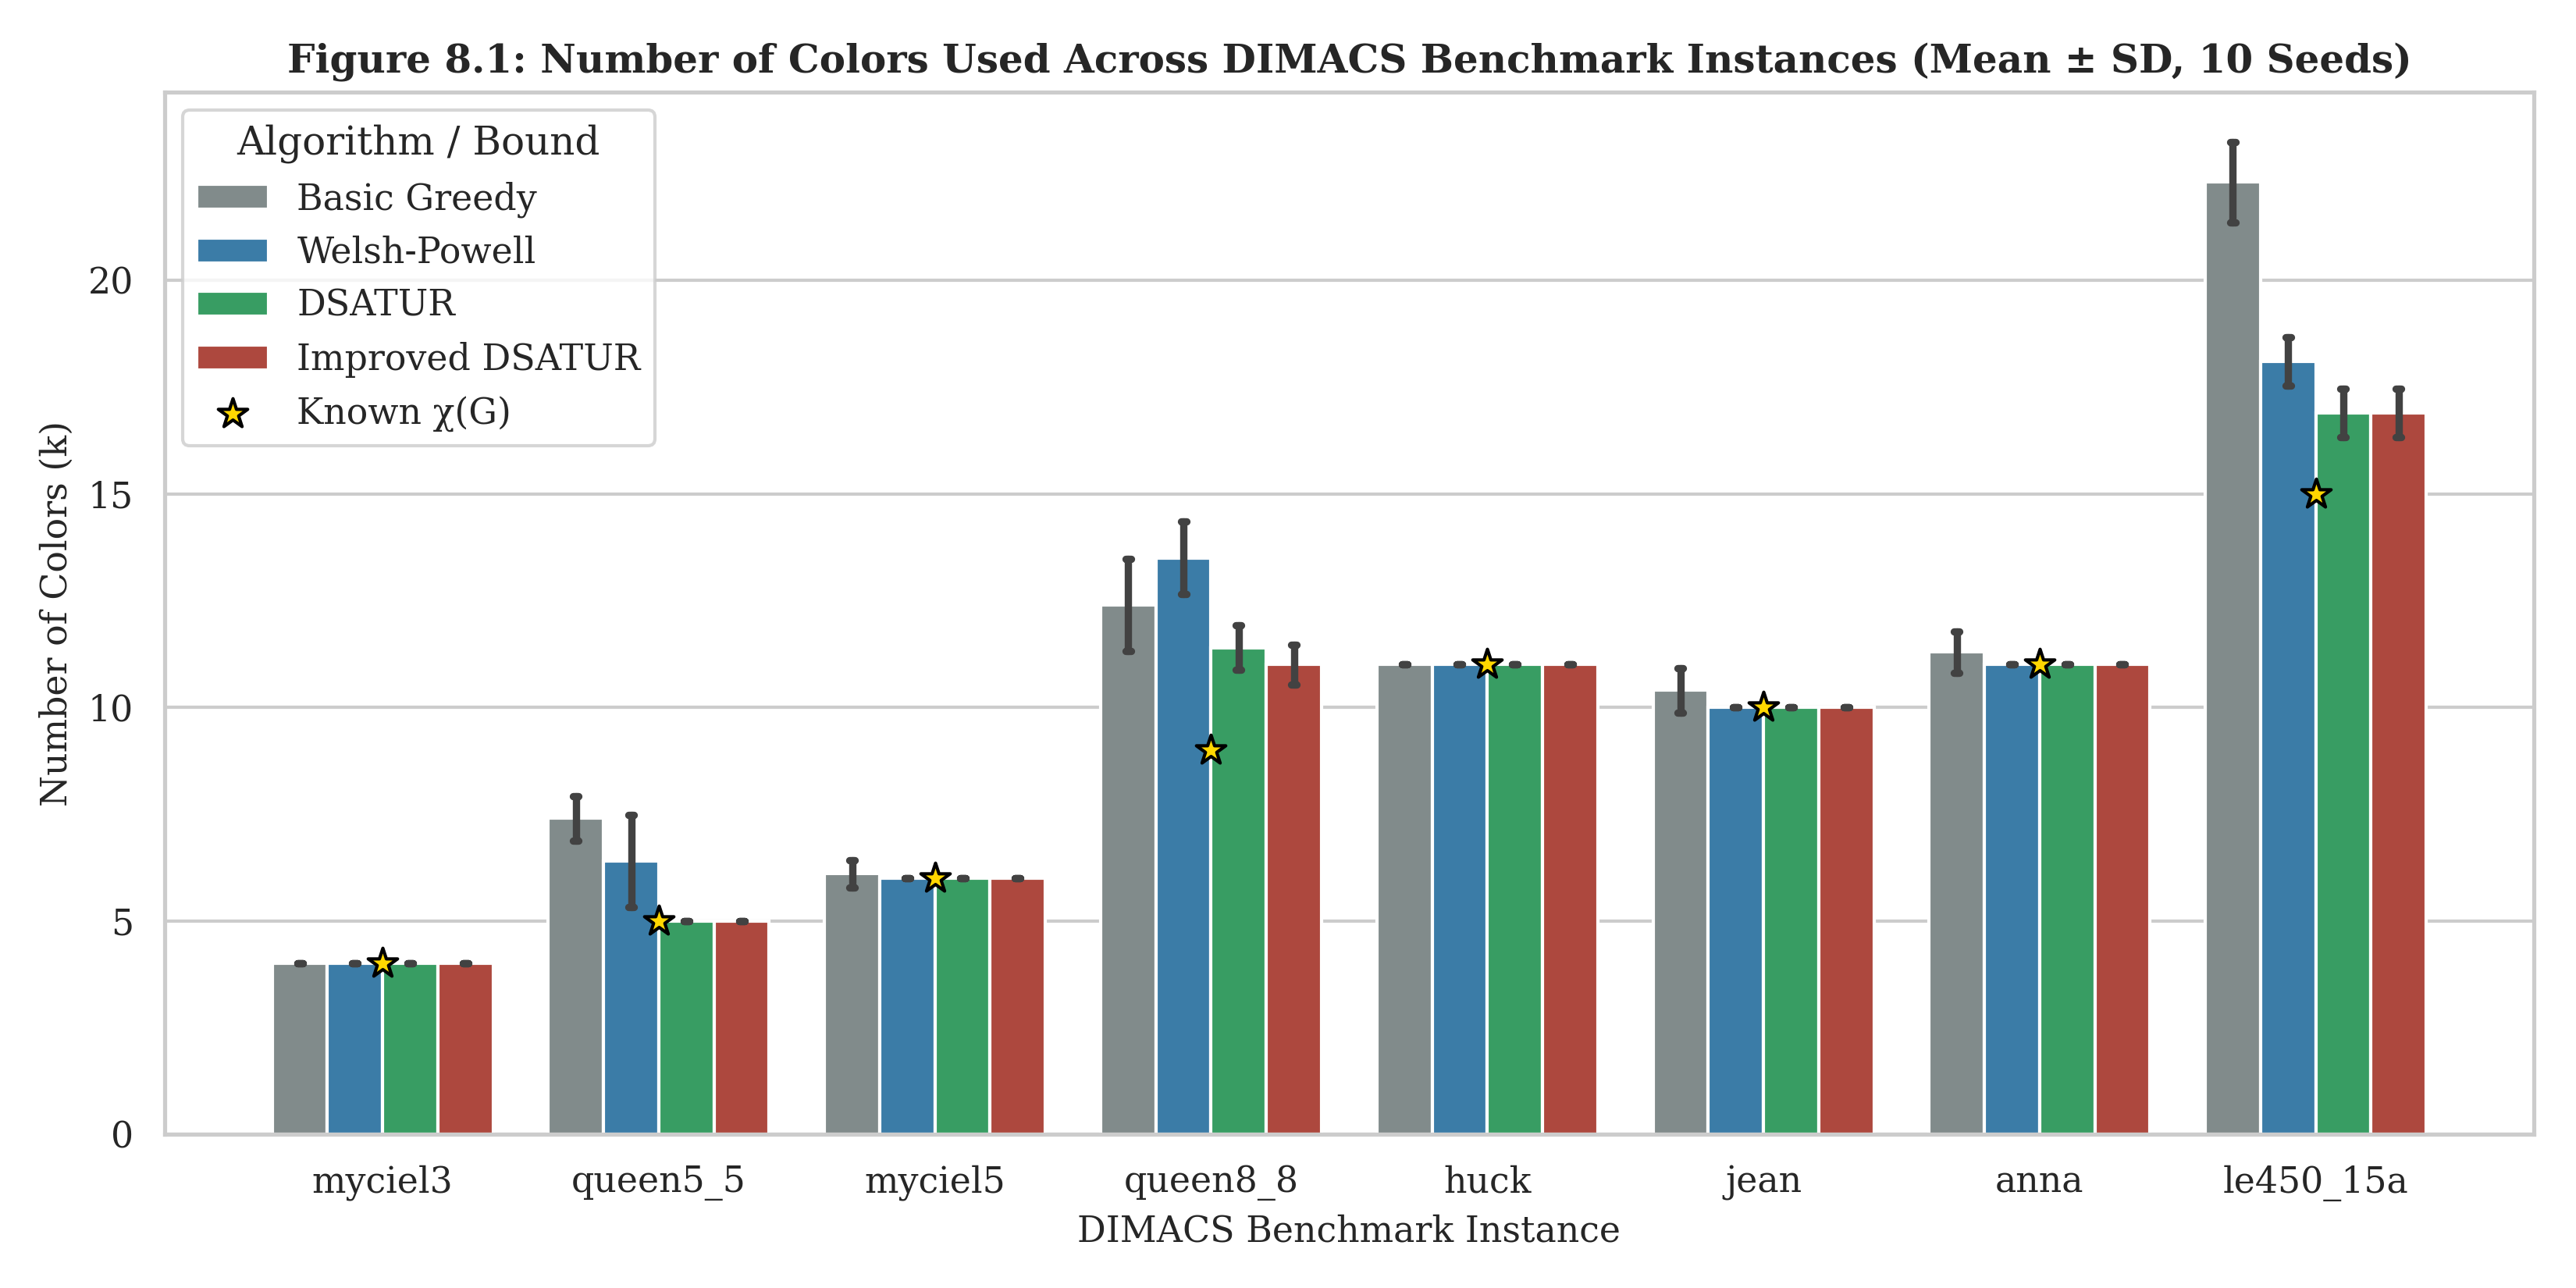 Figure 8.1: Number of Colors Used Across DIMACS Benchmark Instances (Mean ± SD, 10 Seeds)
Algorithm / Bound
Basic Greedy
Welsh-Powell
DSATUR
Improved DSATUR
Known χ(G)
Number of Colors (k)
20
15
10
5
0
myciel3 queen5_5 myciel5 queen8_8 huck jean anna le450_15a
DIMACS Benchmark Instance